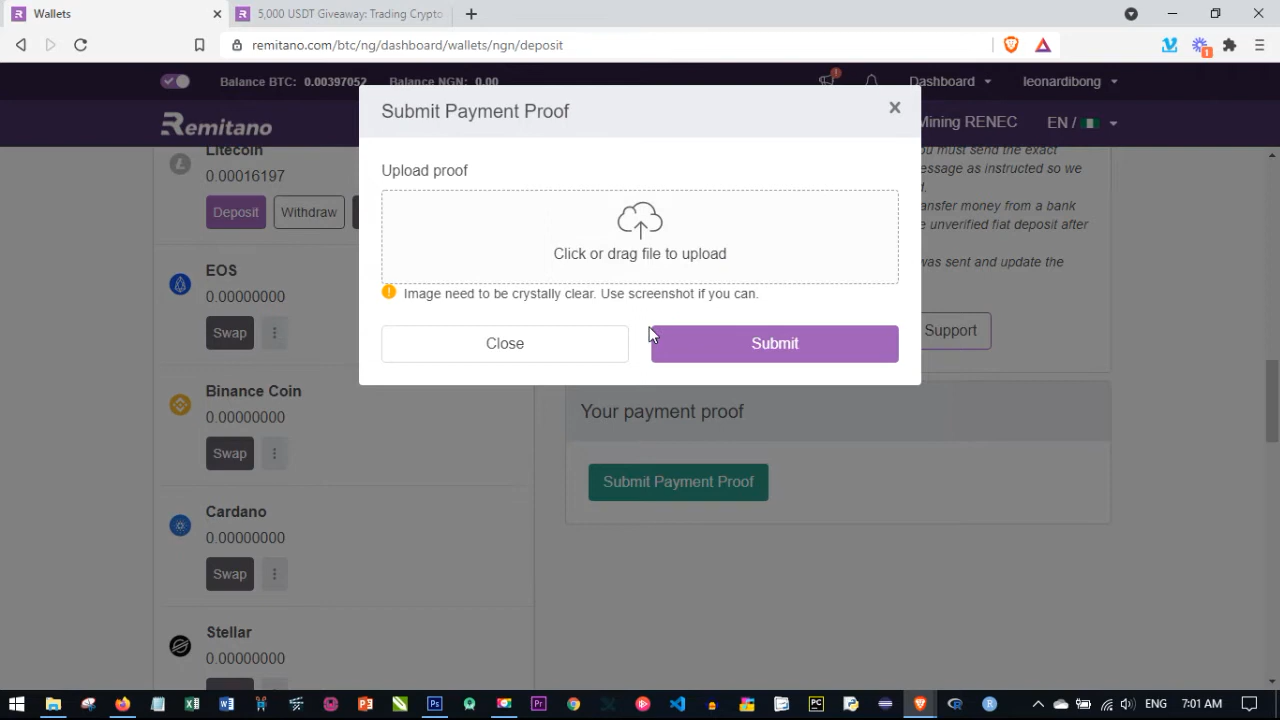 Wallets
5,000 USDT Giveaway: Trading Crypto
remitano.com/btc/ng/dashboard/wallets/ngn/deposit
1
Balance BTC: 0.00397052
Balance NGN: 0.00
Dashboard
leonardibong
Remitano
Mining RENEC
EN /
Submit Payment Proof
x
Upload proof
Click or drag file to upload
Image need to be crystally clear. Use screenshot if you can.
Close
Submit
Litecoin
0.00016197
Deposit
Withdraw
EOS
0.00000000
Swap
Binance Coin
0.00000000
Swap
Cardano
0.00000000
Swap
Stellar
0.00000000
you must send the exact
message as instructed so we
d.
ansfer money from a bank
e unverified fiat deposit after
was sent and update the
Support
Your payment proof
Submit Payment Proof
ENG
7:01 AM